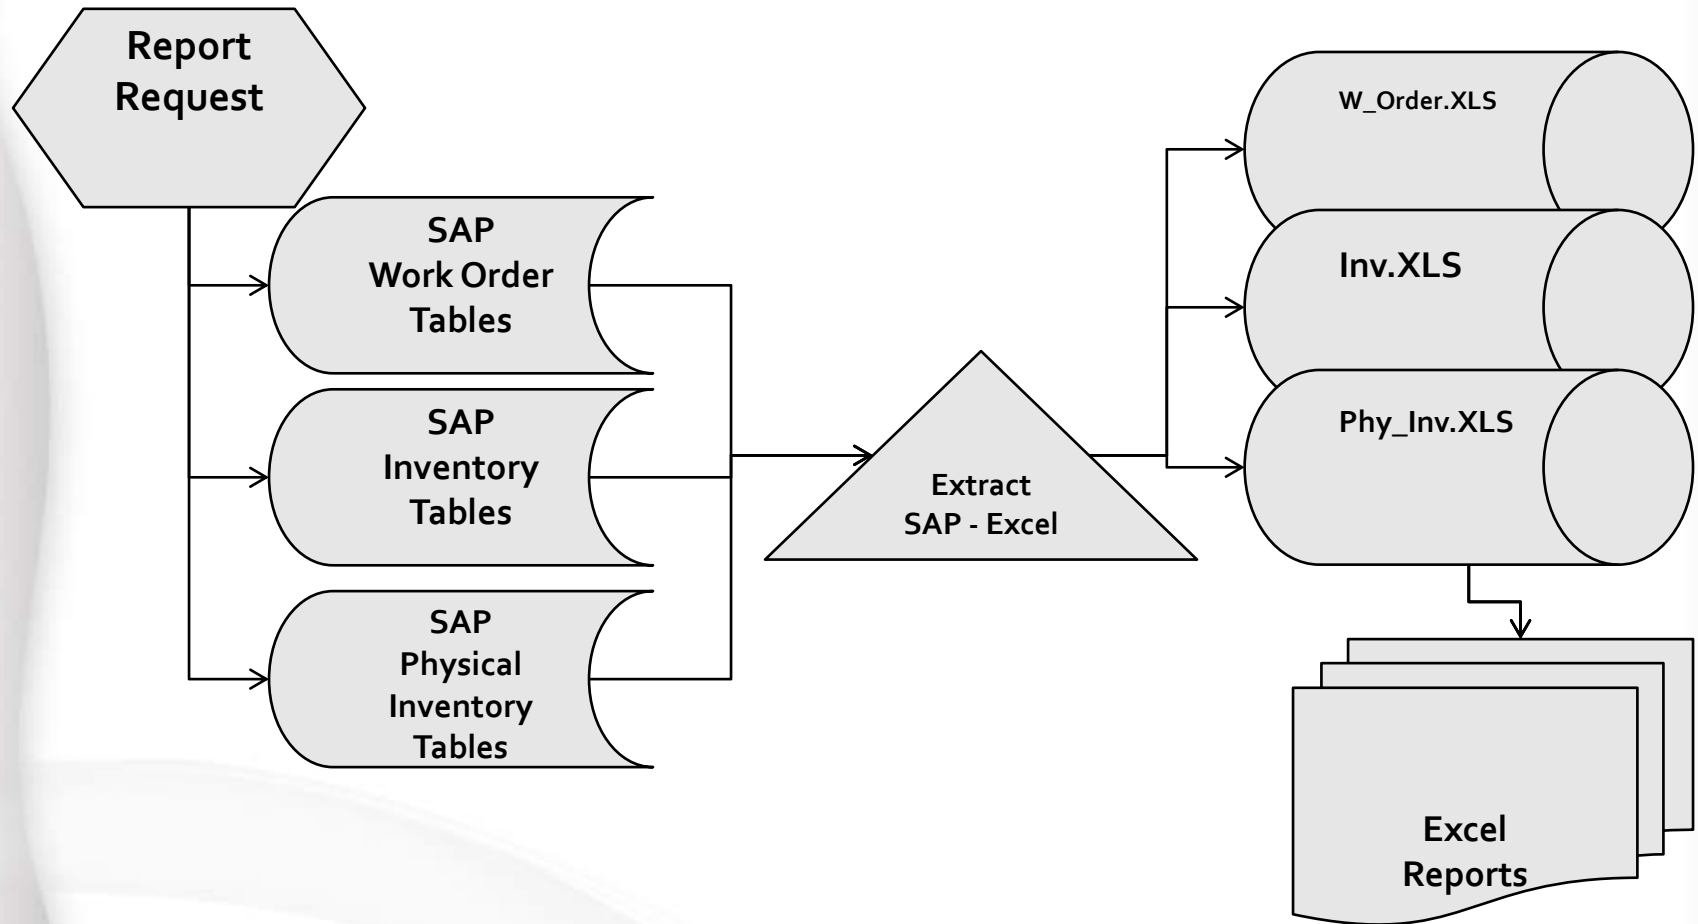 Report
Request
SAP
Work Order
Tables
SAP
Inventory
Tables
SAP
Physical
Inventory
Tables
Extract
SAP - Excel
W_Order.XLS
Inv.XLS
Phy_Inv.XLS
Excel
Reports